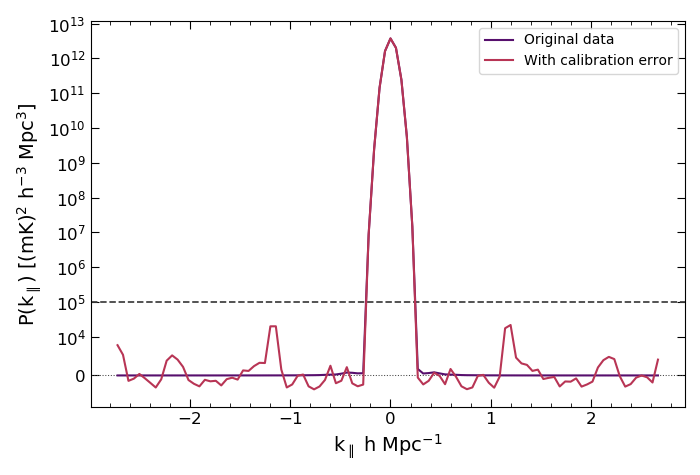 10¹³
10¹²
10¹¹
10¹⁰
10⁹
10⁸
10⁷
10⁶
10⁵
10⁴
0
P(k∥) [(mK)² h⁻³ Mpc³]
Original data
With calibration error
−2 −1 0 1 2
k∥ h Mpc⁻¹